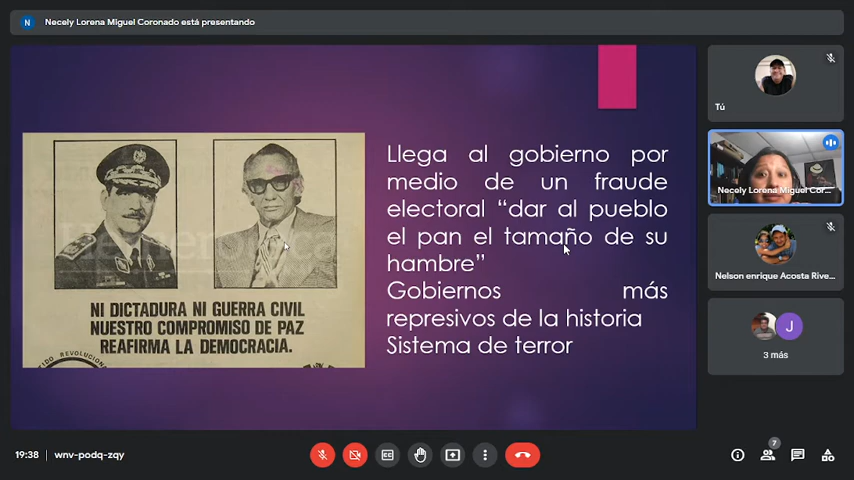 N
Necely Lorena Miguel Coronado está presentando
Llega al gobierno por
medio de un fraude
electoral “dar al pueblo
el pan el tamaño de su
hambre”
Gobiernos más
represivos de la historia
Sistema de terror
Hemeroteca
NI DICTADURA NI GUERRA CIVIL
NUESTRO COMPROMISO DE PAZ
REAFIRMA LA DEMOCRACIA.
Tú
Necely Lorena Miguel Cor...
Nelson enrique Acosta Rive...
J
3 más
19:38 | wnv-podq-zqy
CC
7